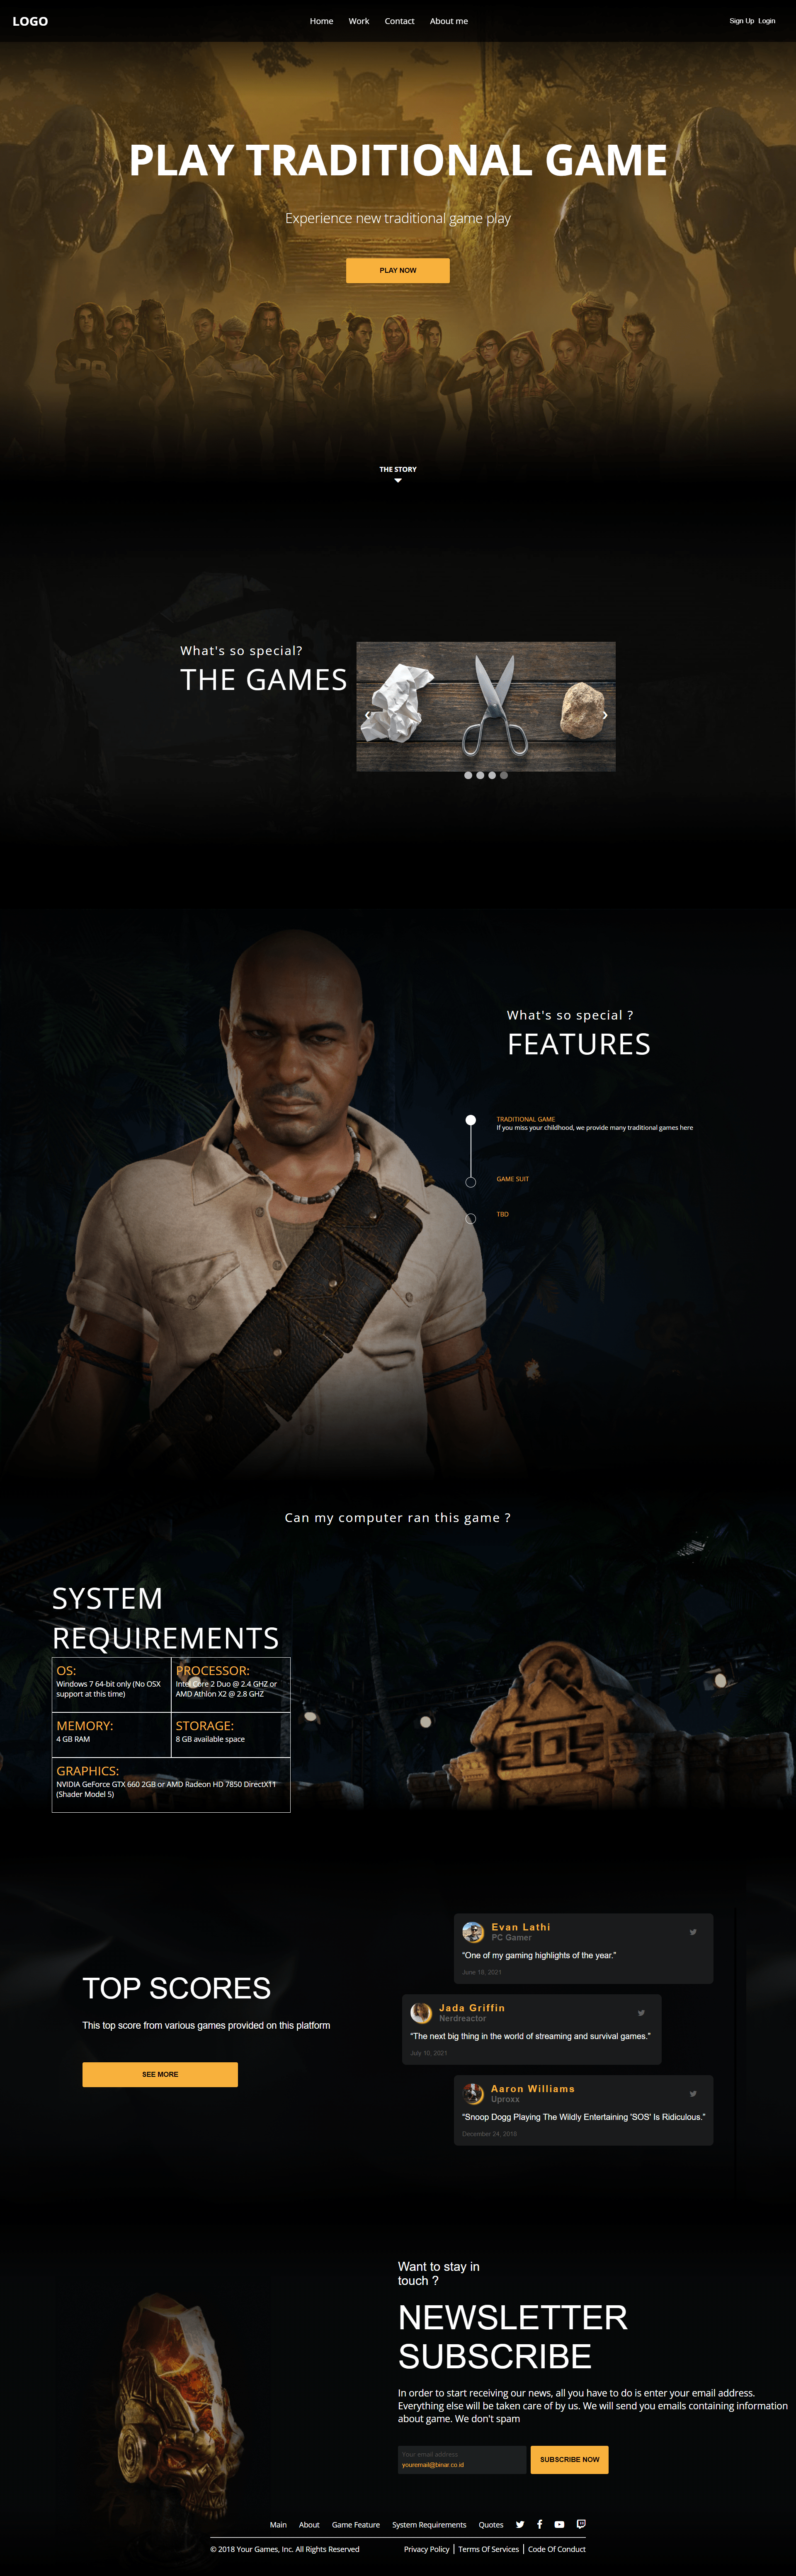 LOGO
Home Work Contact About me
Sign Up Login
PLAY TRADITIONAL GAME
Experience new traditional game play
PLAY NOW
THE STORY
What's so special?
THE GAMES
What's so special ?
FEATURES
TRADITIONAL GAME
If you miss your childhood, we provide many traditional games here
GAME SUIT
TBD
Can my computer ran this game ?
SYSTEM
REQUIREMENTS
OS:
Windows 7 64-bit only (No OSX
support at this time)
PROCESSOR:
Intel Core 2 Duo @ 2.4 GHZ or
AMD Athlon X2 @ 2.8 GHZ
MEMORY:
4 GB RAM
STORAGE:
8 GB available space
GRAPHICS:
NVIDIA GeForce GTX 660 2GB or AMD Radeon HD 7850 DirectX11
(Shader Model 5)
SOS
TOP SCORES
This top score from various games provided on this platform
SEE MORE
Evan Lathi
PC Gamer
“One of my gaming highlights of the year.”
June 18, 2021
Jada Griffin
Nerdreactor
“The next big thing in the world of streaming and survival games.”
July 10, 2021
Aaron Williams
Uproxx
“Snoop Dogg Playing The Wildly Entertaining 'SOS' Is Ridiculous.”
December 24, 2018
Want to stay in
touch ?
NEWSLETTER
SUBSCRIBE
In order to start receiving our news, all you have to do is enter your email address.
Everything else will be taken care of by us. We will send you emails containing information
about game. We don't spam
Your email address
youremail@binar.co.id
SUBSCRIBE NOW
Main About Game Feature System Requirements Quotes
© 2018 Your Games, Inc. All Rights Reserved
Privacy Policy | Terms Of Services | Code Of Conduct